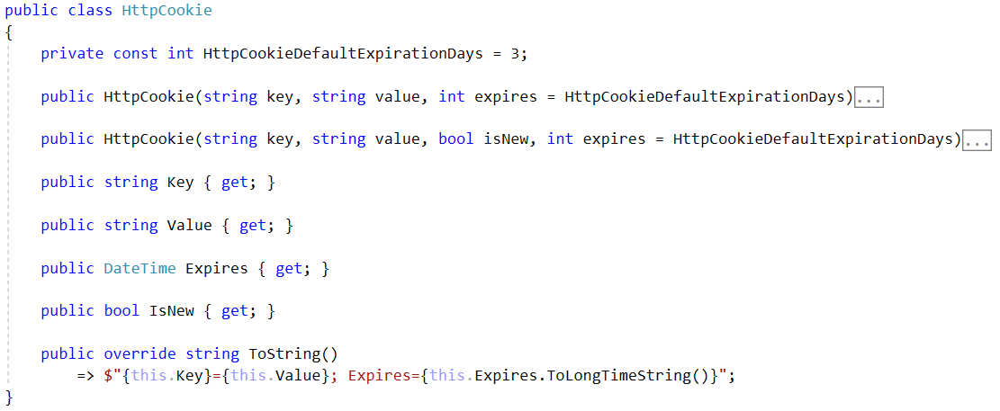 public class HttpCookie
{
    private const int HttpCookieDefaultExpirationDays = 3;
    public HttpCookie(string key, string value, int expires = HttpCookieDefaultExpirationDays)...
    public HttpCookie(string key, string value, bool isNew, int expires = HttpCookieDefaultExpirationDays)...
    public string Key { get; }
    public string Value { get; }
    public DateTime Expires { get; }
    public bool IsNew { get; }
    public override string ToString()
        => $"{this.Key}={this.Value}; Expires={this.Expires.ToLongTimeString()}";
}